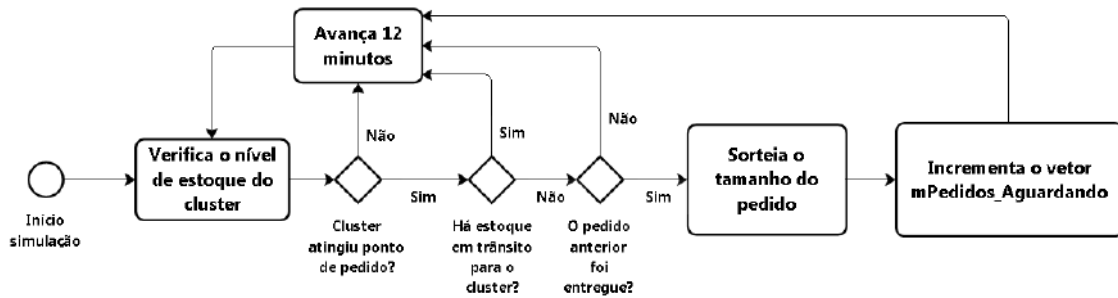 Avança 12
minutos
Não
Sim
Não
Verifica o nível
de estoque do
cluster
Sim
Não
Sim
Sorteia o
tamanho do
pedido
Incrementa o vetor
mPedidos_Aguardando
Início
simulação
Cluster
atingiu ponto
de pedido?
Há estoque
em trânsito
para o
cluster?
O pedido
anterior
foi
entregue?